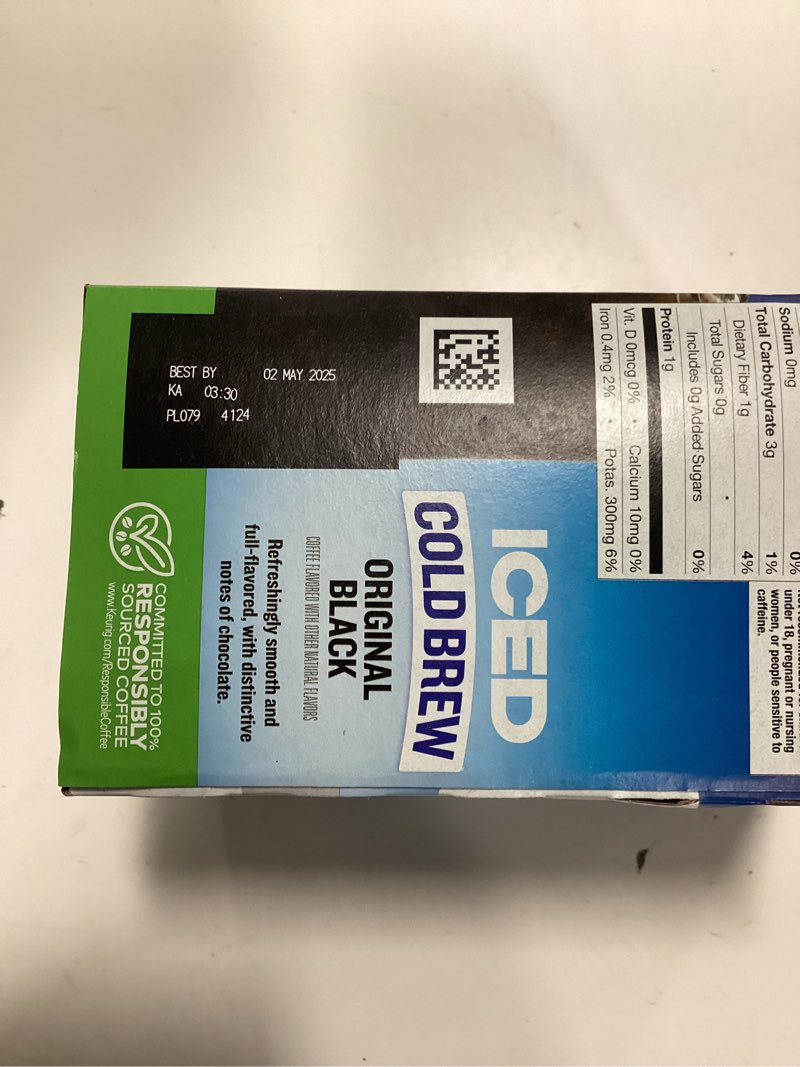 Sodium 0mg 0%
Total Carbohydrate 3g 1%
Dietary Fiber 1g 4%
Total Sugars 0g
Includes 0g Added Sugars 0%
Protein 1g
Vit. D 0mcg 0% • Calcium 10mg 0%
Iron 0.4mg 2% • Potas. 300mg 6%
under 18, pregnant or nursing
women, or people sensitive to
caffeine.
ICED
COLD BREW
ORIGINAL
BLACK
COFFEE FLAVORED WITH OTHER NATURAL FLAVORS
Refreshingly smooth and
full-flavored, with distinctive
notes of chocolate.
BEST BY 02 MAY 2025
KA 03:30
PL079 4124
COMMITTED TO 100%
RESPONSIBLY
SOURCED COFFEE
www.Keurig.com/ResponsibleCoffee